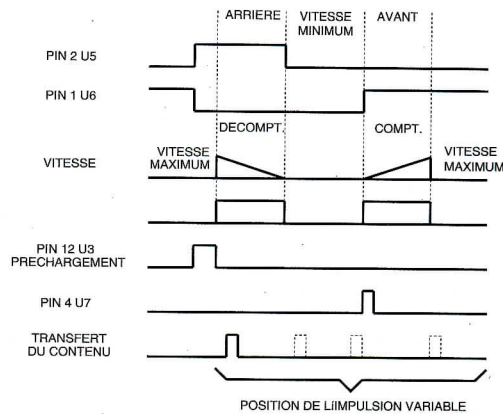 ARRIERE
VITESSE
MINIMUM
AVANT
PIN 2 U5
PIN 1 U6
DECOMPT.
COMPT.
VITESSE
VITESSE
MAXIMUM
VITESSE
MAXIMUM
PIN 12 U3
PRECHARGEMENT
PIN 4 U7
TRANSFERT
DU CONTENU
POSITION DE LíIMPULSION VARIABLE